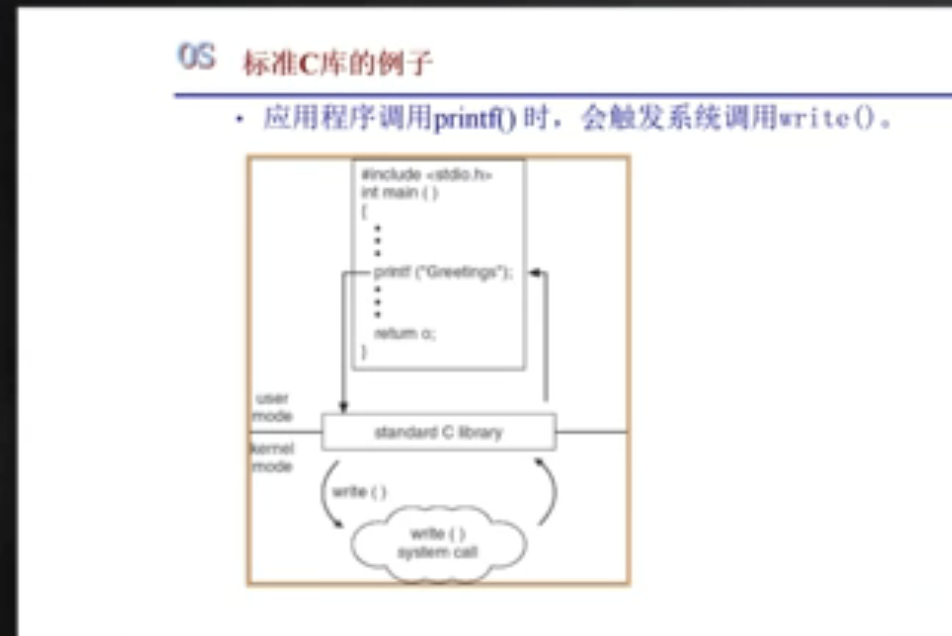 OS 标准C库的例子
• 应用程序调用printf() 时，会触发系统调用write()。
#include <stdio.h>
int main ( )
{
printf ("Greetings");
return o;
}
user
mode
standard C library
kernel
mode
write ( )
write ( )
system call